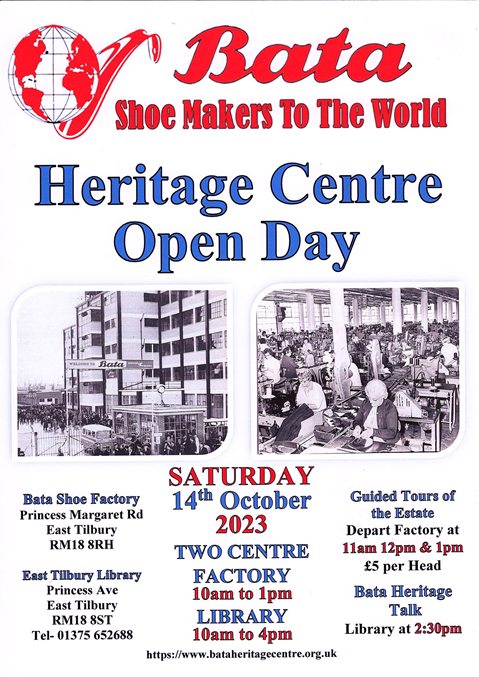 Bata
Shoe Makers To The World
Heritage Centre
Open Day
WELCOME TO Bata
SATURDAY
14th October
2023
TWO CENTRE
FACTORY
10am to 1pm
LIBRARY
10am to 4pm
Bata Shoe Factory
Princess Margaret Rd
East Tilbury
RM18 8RH
East Tilbury Library
Princess Ave
East Tilbury
RM18 8ST
Tel- 01375 652688
Guided Tours of
the Estate
Depart Factory at
11am 12pm & 1pm
£5 per Head
Bata Heritage
Talk
Library at 2:30pm
https://www.bataheritagecentre.org.uk